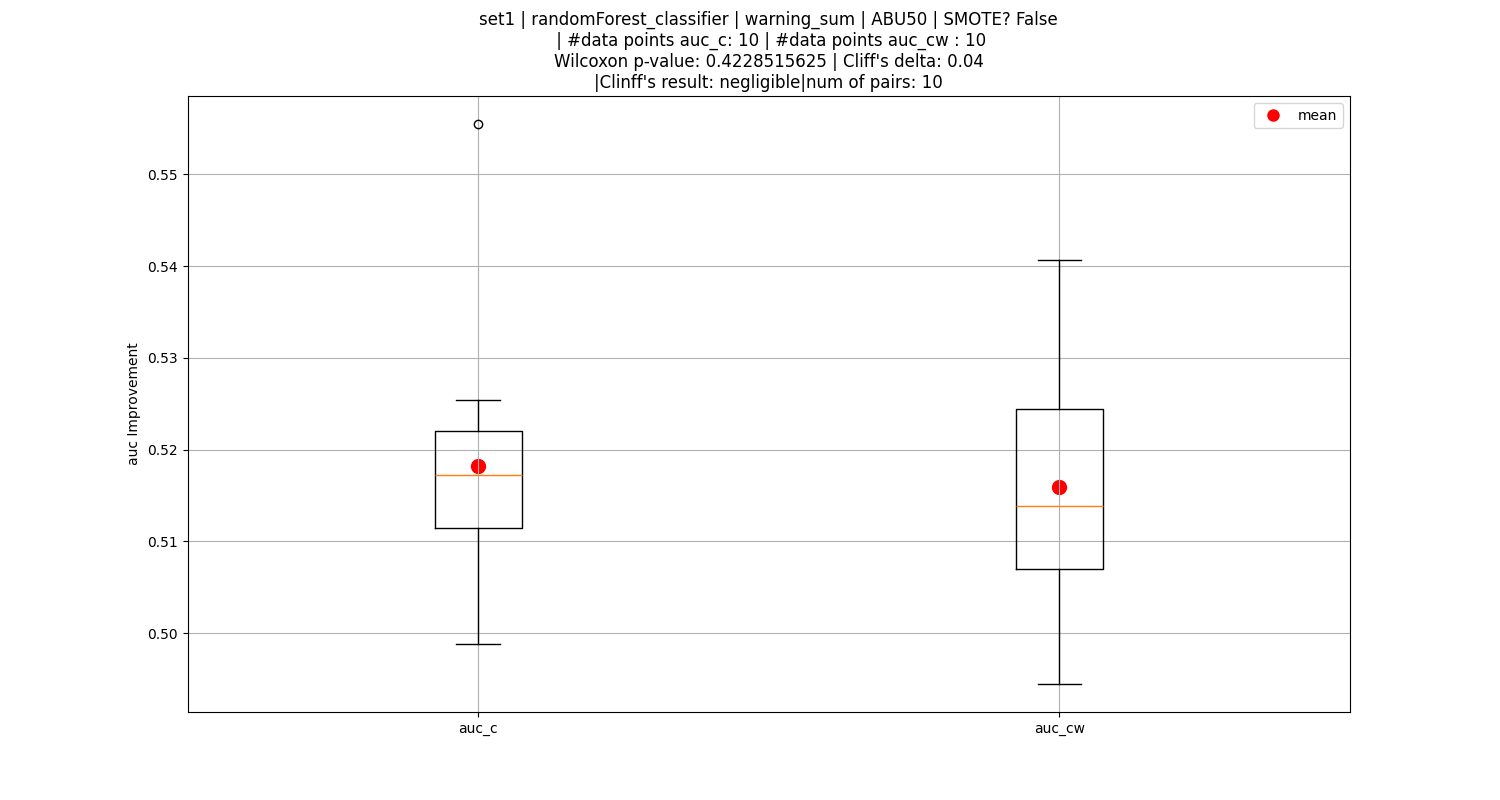 set1 | randomForest_classifier | warning_sum | ABU50 | SMOTE? False
| #data points auc_c: 10 | #data points auc_cw : 10
Wilcoxon p-value: 0.4228515625 | Cliff's delta: 0.04
|Clinff's result: negligible|num of pairs: 10
mean
auc Improvement
0.55
0.54
0.53
0.52
0.51
0.50
auc_c
auc_cw